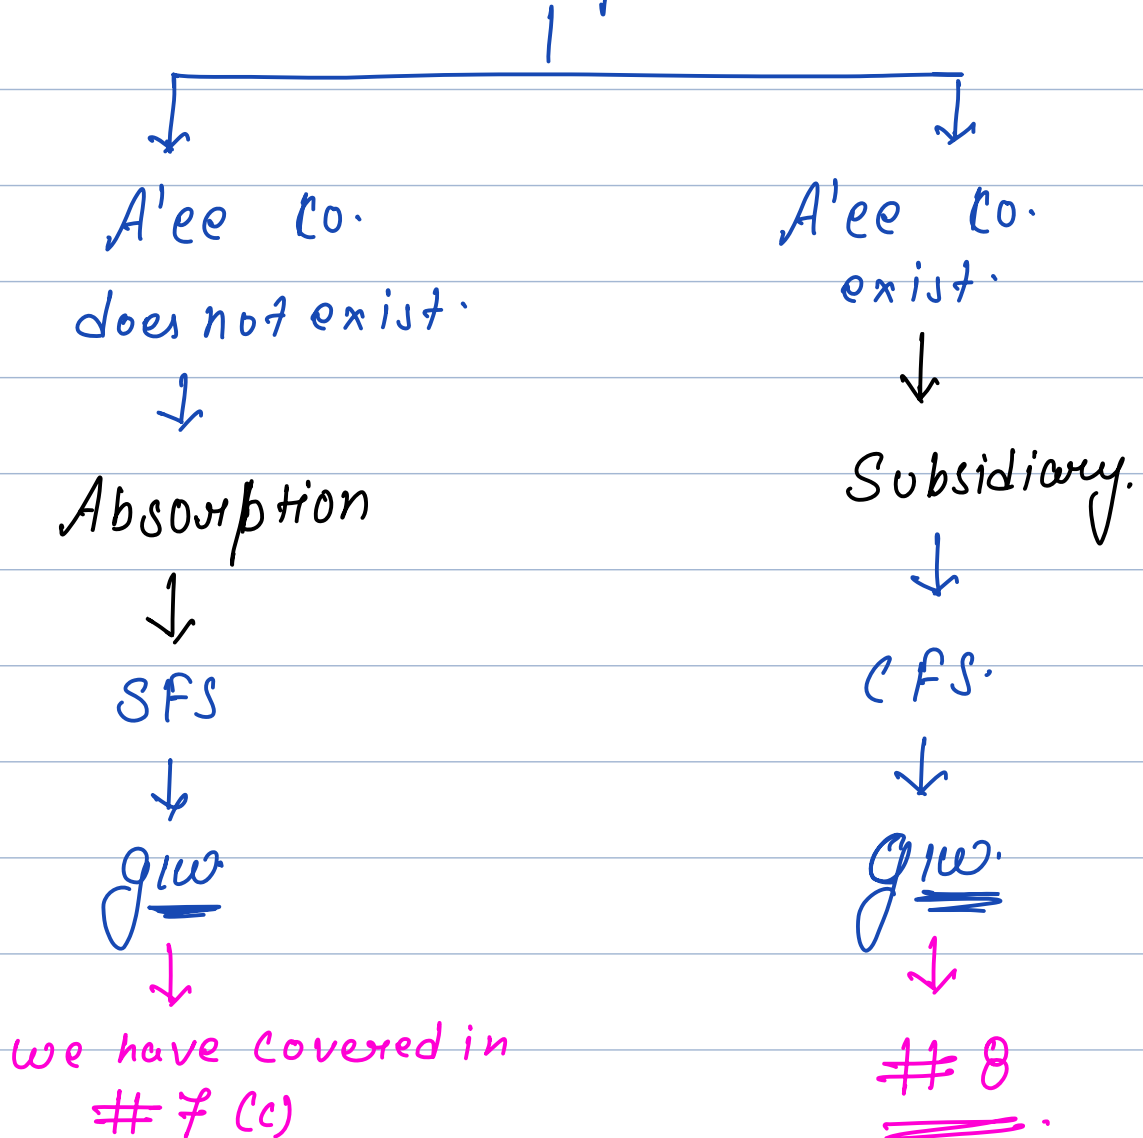 A'ee Co.
does not exist.
Absorption
SFS
g/w.
we have covered in
# 7 (c)
A'ee Co.
exist.
Subsidiary.
CFS.
g/w.
# 8